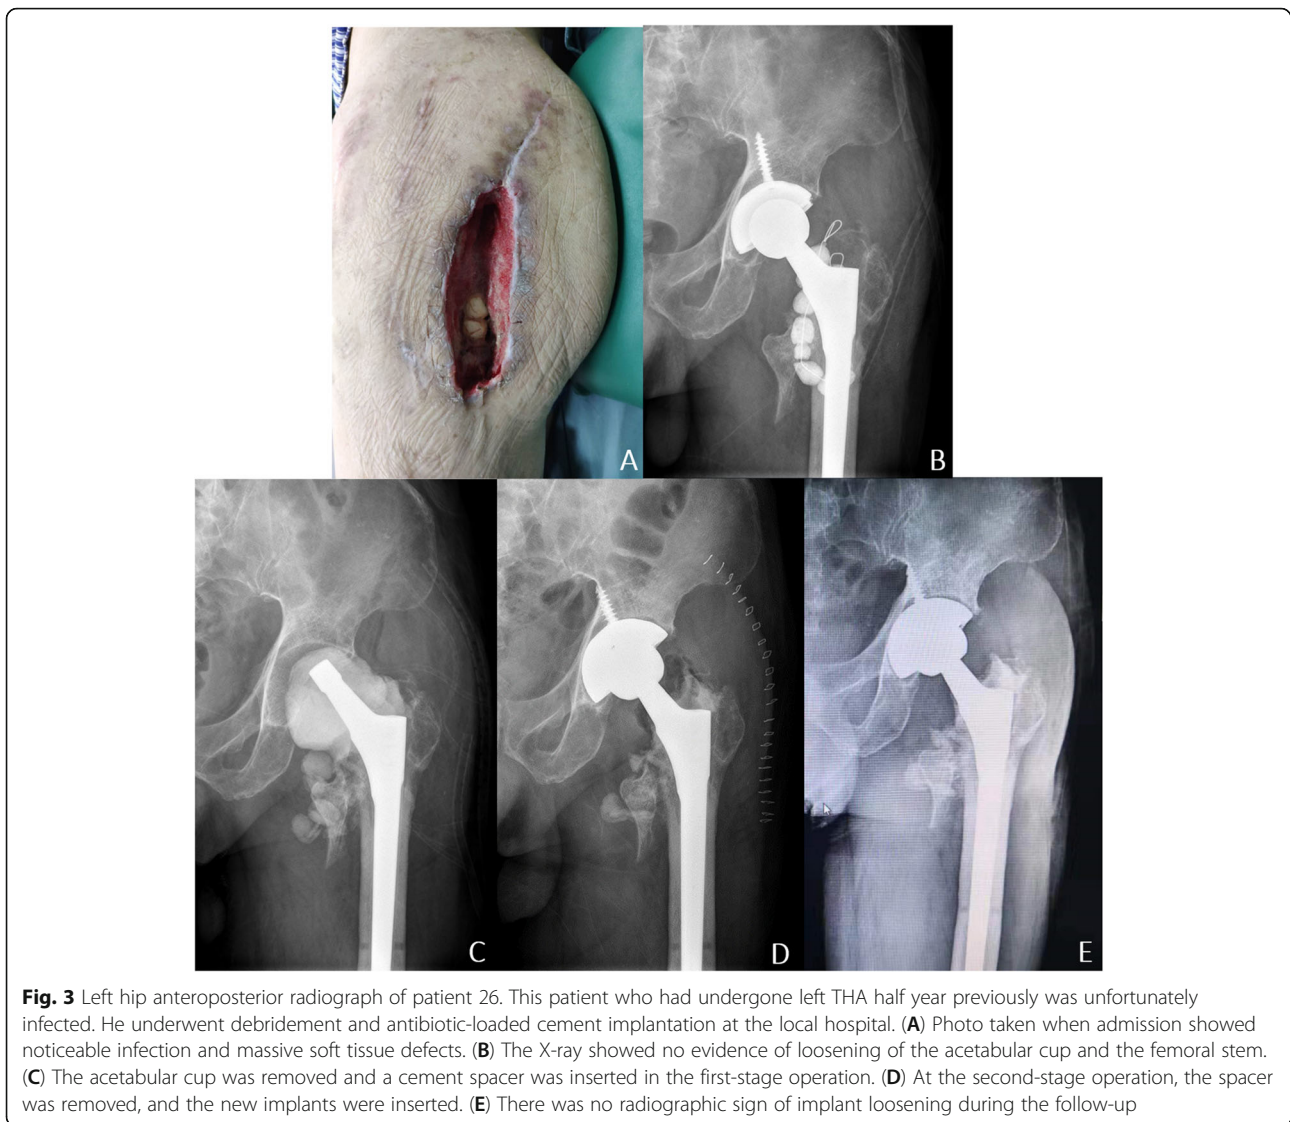 A
B
C
D
E
Fig. 3 Left hip anteroposterior radiograph of patient 26. This patient who had undergone left THA half year previously was unfortunately
infected. He underwent debridement and antibiotic-loaded cement implantation at the local hospital. (A) Photo taken when admission showed
noticeable infection and massive soft tissue defects. (B) The X-ray showed no evidence of loosening of the acetabular cup and the femoral stem.
(C) The acetabular cup was removed and a cement spacer was inserted in the first-stage operation. (D) At the second-stage operation, the spacer
was removed, and the new implants were inserted. (E) There was no radiographic sign of implant loosening during the follow-up